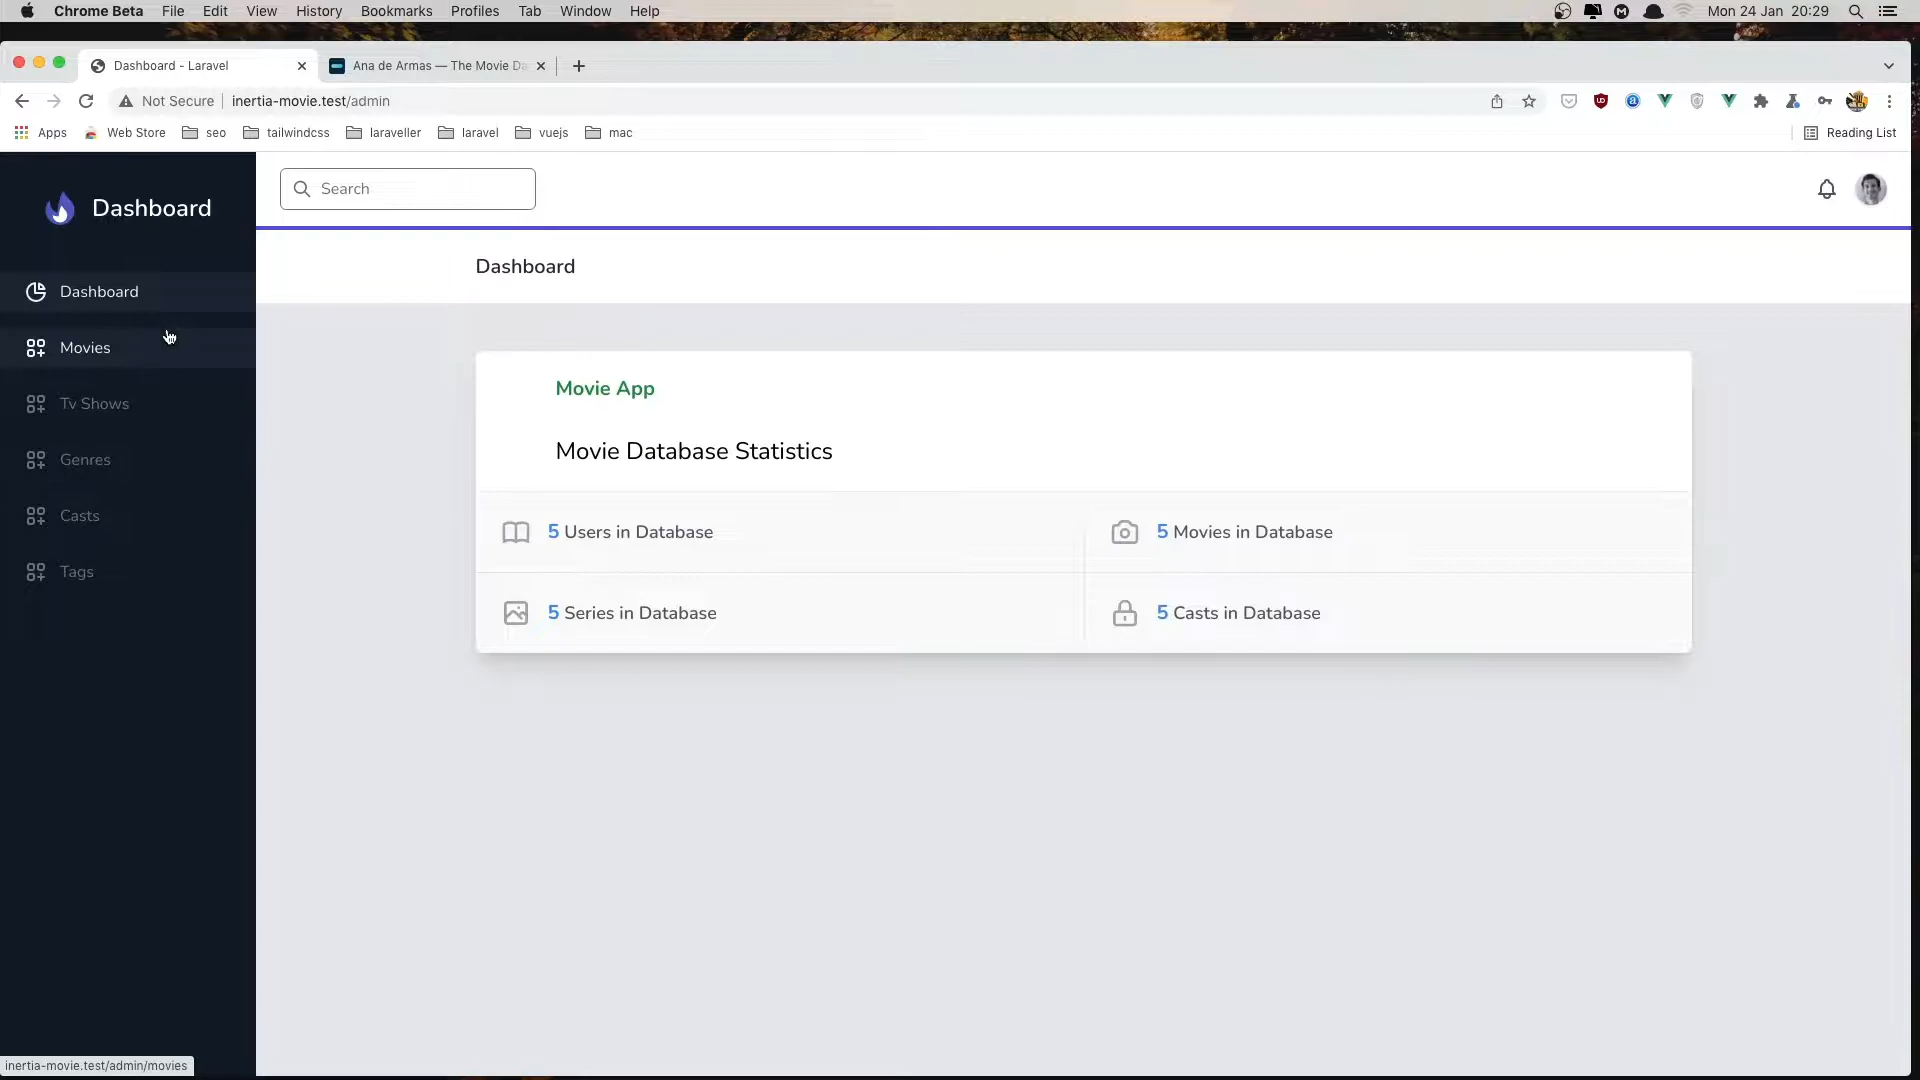 Chrome Beta File Edit View History Bookmarks Profiles Tab Window Help Mon 24 Jan 20:29
Dashboard - Laravel Ana de Armas — The Movie Da
Not Secure inertia-movie.test/admin
Apps Web Store seo tailwindcss laraveller laravel vuejs mac Reading List
Dashboard
Search
Dashboard
Dashboard
Movies
Tv Shows
Genres
Casts
Tags
Movie App
Movie Database Statistics
5 Users in Database
5 Movies in Database
5 Series in Database
5 Casts in Database
inertia-movie.test/admin/movies